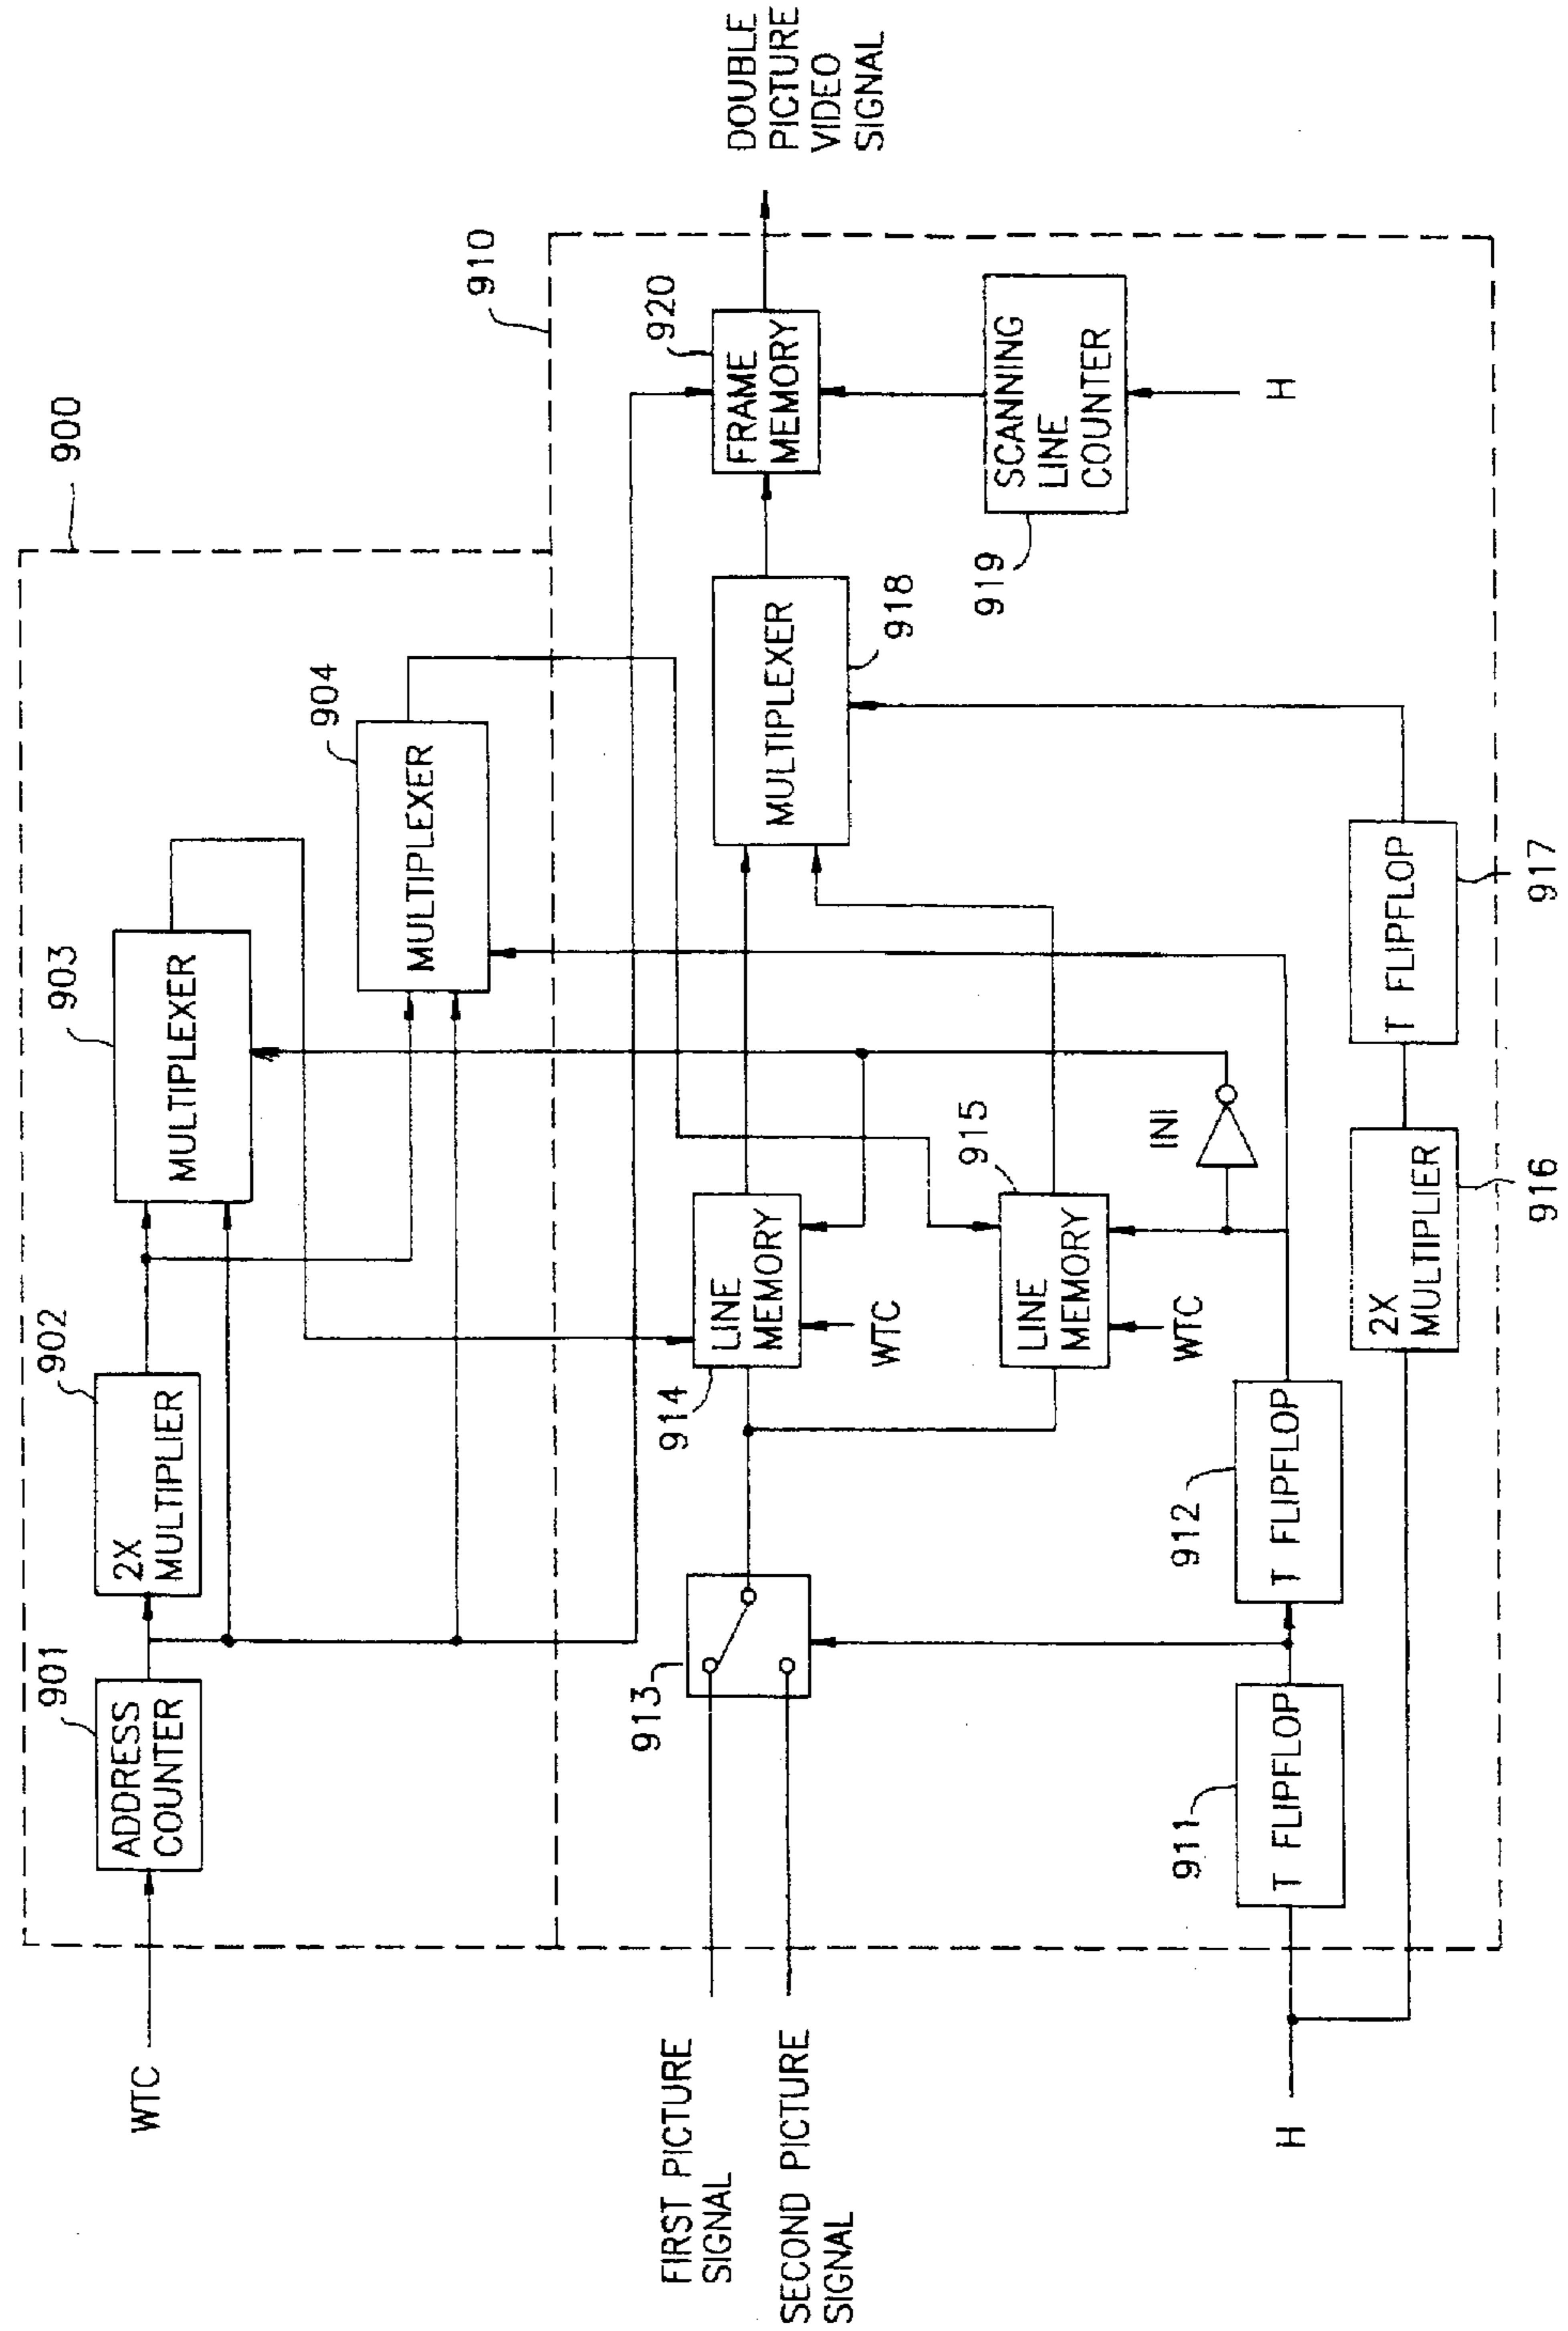 WTC
901
ADDRESS
COUNTER
902
2X
MULTIPLIER
903
MULTIPLEXER
904
MULTIPLEXER
900
910
FIRST PICTURE
SIGNAL
SECOND PICTURE
SIGNAL
913
914
LINE
MEMORY
WTC
915
LINE
MEMORY
WTC
MULTIPLEXER
918
920
FRAME
MEMORY
DOUBLE
PICTURE
VIDEO
SIGNAL
919
SCANNING
LINE
COUNTER
H
INI
H
911
T FLIPFLOP
912
T FLIPFLOP
2X
MULTIPLIER
916
T FLIPFLOP
917